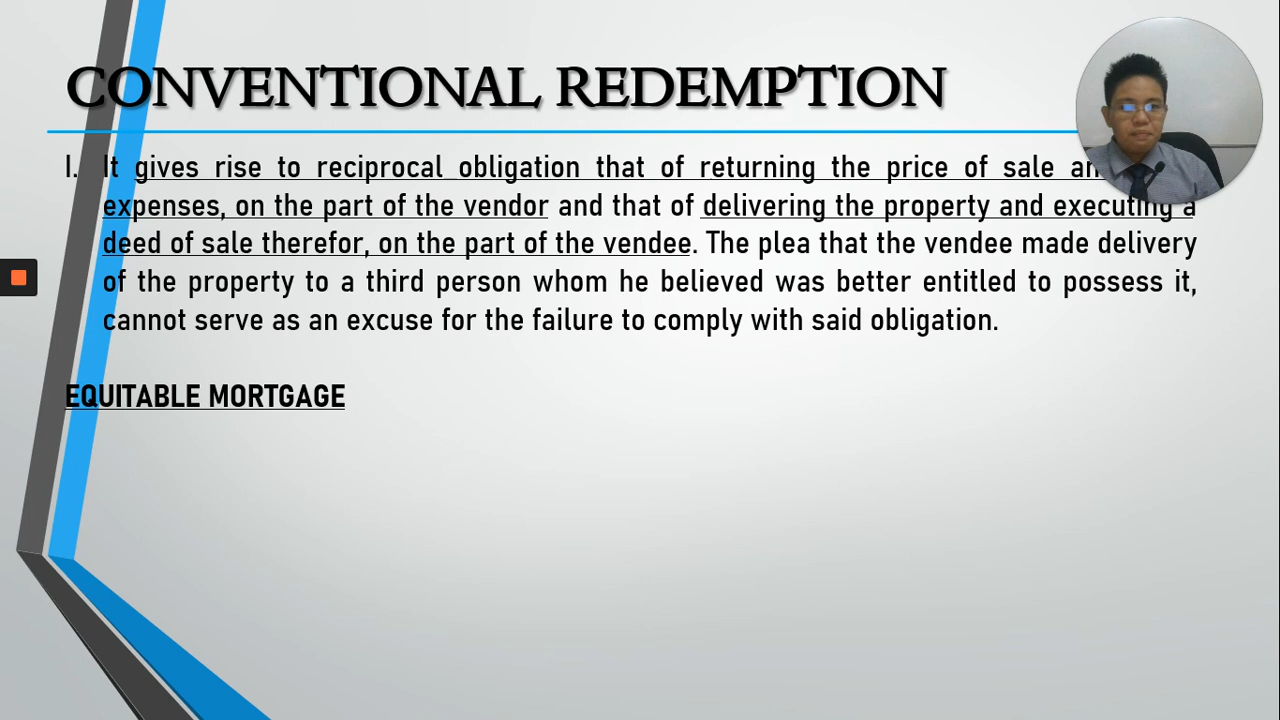 CONVENTIONAL REDEMPTION
I. It gives rise to reciprocal obligation that of returning the price of sale
expenses, on the part of the vendor and that of delivering the property and executing a
deed of sale therefor, on the part of the vendee. The plea that the vendee made delivery
of the property to a third person whom he believed was better entitled to possess it,
cannot serve as an excuse for the failure to comply with said obligation.
EQUITABLE MORTGAGE